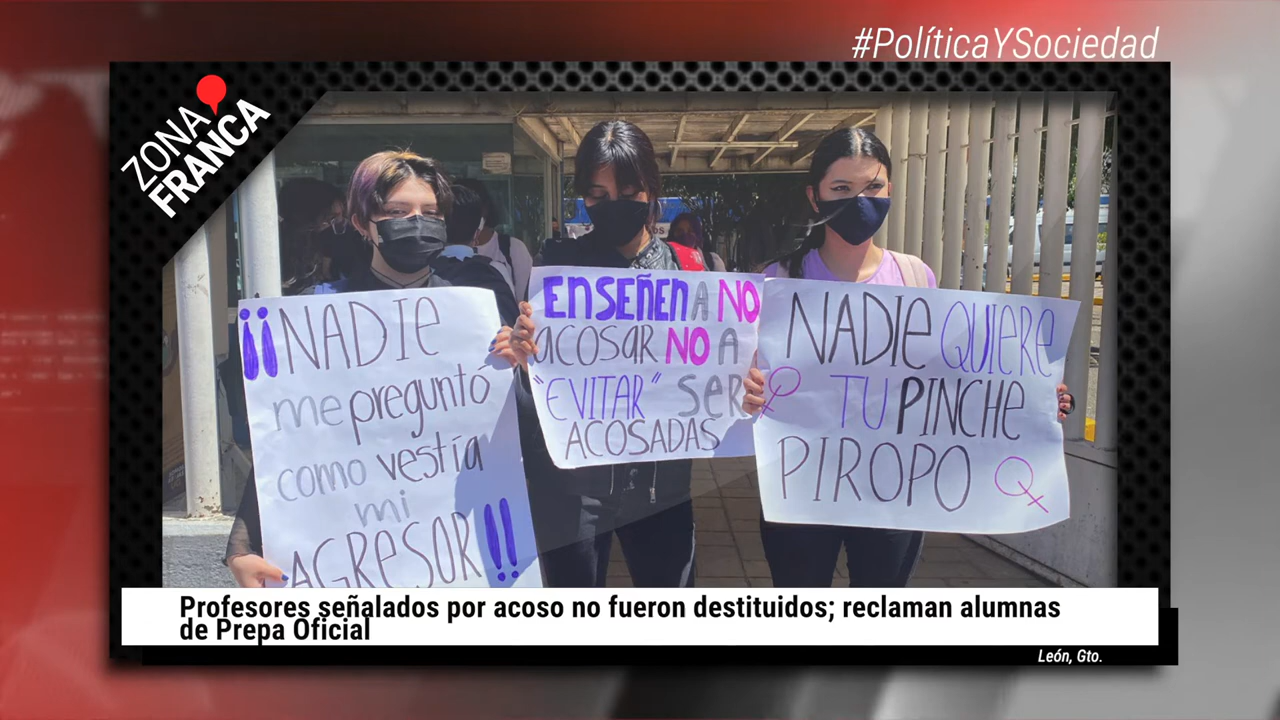 #PolíticaYSociedad
ZONA
FRANCA
¡¡NADIE
me preguntó
como vestía
mi
AGRESOR!!
ENSEÑEN A NO
acosar NO A
"EVITAR" SER
ACOSADAS
NADIE QUIERE
TU PINCHE
PIROPO
Profesores señalados por acoso no fueron destituidos; reclaman alumnas
de Prepa Oficial
León, Gto.